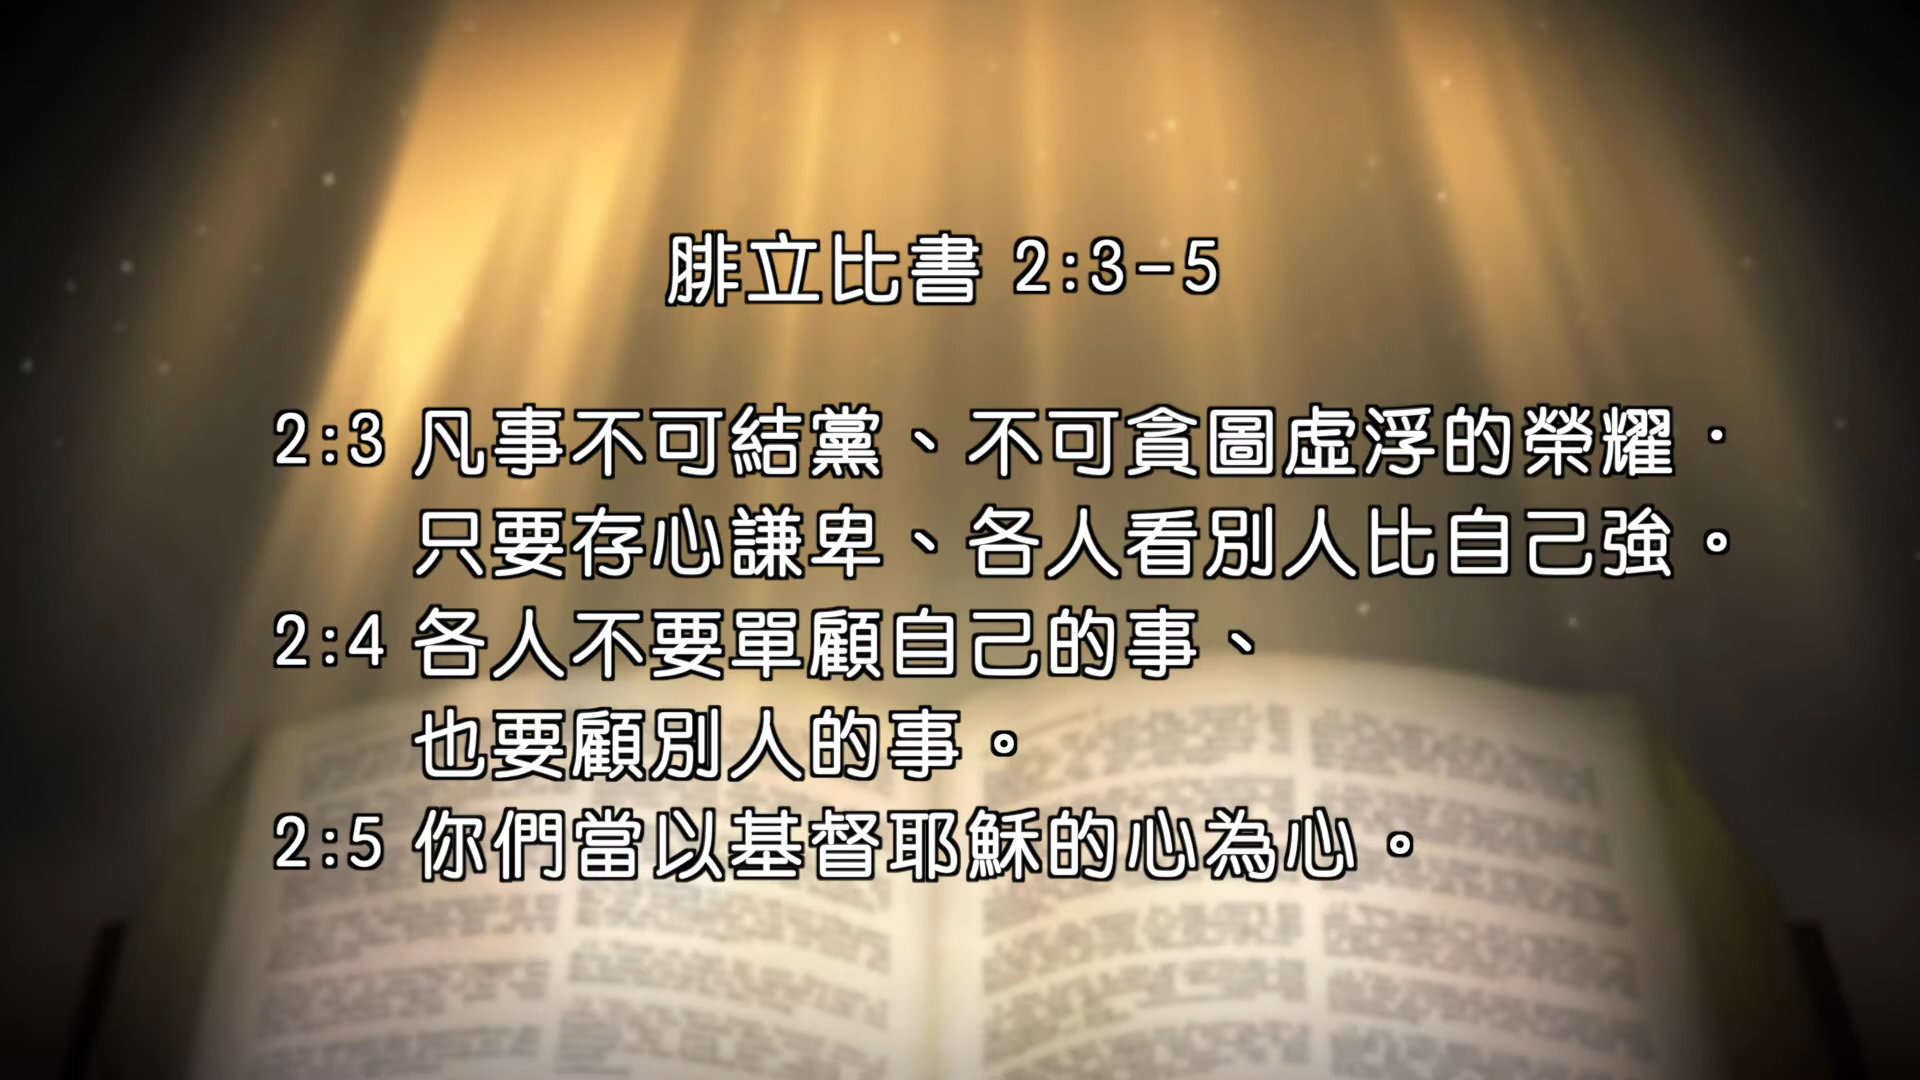 腓立比書 2:3-5
2:3 凡事不可結黨、不可貪圖虛浮的榮耀．
只要存心謙卑、各人看別人比自己強。
2:4 各人不要單顧自己的事、
也要顧別人的事。
2:5 你們當以基督耶穌的心為心。